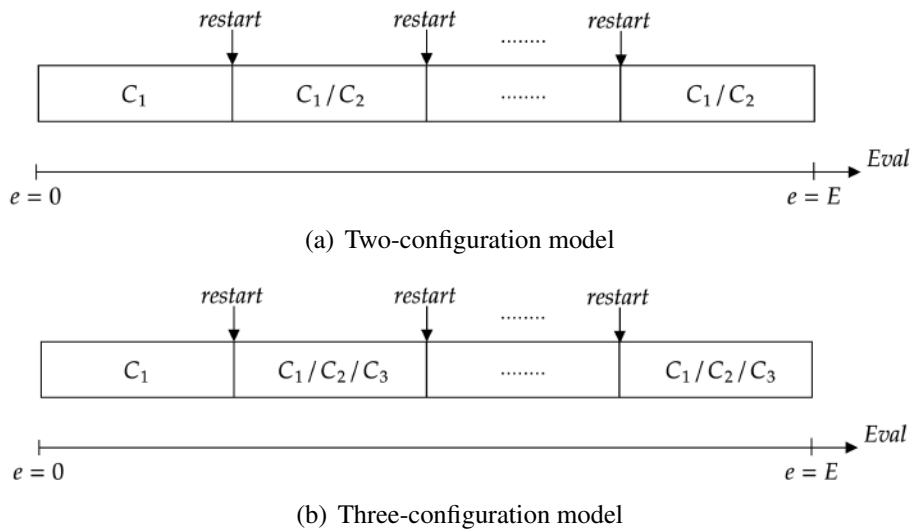 restart restart ........ restart
C₁ C₁/C₂ ........ C₁/C₂
Eval
e = 0 e = E
(a) Two-configuration model
restart restart ........ restart
C₁ C₁/C₂/C₃ ........ C₁/C₂/C₃
Eval
e = 0 e = E
(b) Three-configuration model